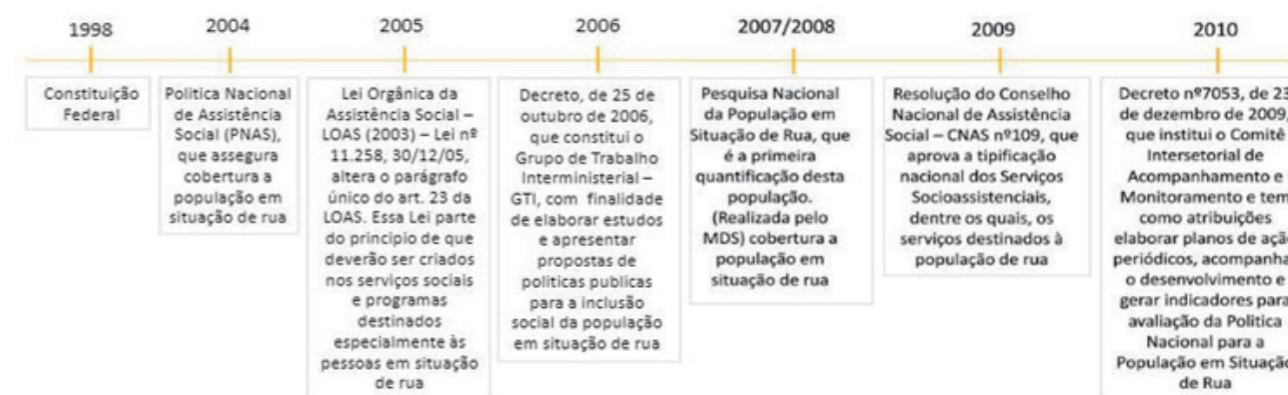 1998
Constituição
Federal
2004
Politica Nacional
de Assistência
Social (PNAS),
que assegura
cobertura a
população em
situação de rua
2005
Lei Orgânica da
Assistência Social –
LOAS (2003) – Lei nº
11.258, 30/12/05,
altera o parágrafo
único do art. 23 da
LOAS. Essa Lei parte
do principio de que
deverão ser criados
nos serviços sociais
e programas
destinados
especialmente às
pessoas em situação
de rua
2006
Decreto, de 25 de
outubro de 2006,
que constitui o
Grupo de Trabalho
Interministerial –
GTI, com finalidade
de elaborar estudos
e apresentar
propostas de
politicas publicas
para a inclusão
social da população
em situação de rua
2007/2008
Pesquisa Nacional
da População em
Situação de Rua, que
é a primeira
quantificação desta
população.
(Realizada pelo
MDS) cobertura a
população em
situação de rua
2009
Resolução do Conselho
Nacional de Assistência
Social – CNAS nº109, que
aprova a tipificação
nacional dos Serviços
Socioassistenciais,
dentre os quais, os
serviços destinados à
população de rua
2010
Decreto nº7053, de 23
de dezembro de 2009,
que institui o Comitê
Intersetorial de
Acompanhamento e
Monitoramento e tem
como atribuições
elaborar planos de ação
periódicos, acompanha
o desenvolvimento e
gerar indicadores para
avaliação da Politica
Nacional para a
População em Situação
de Rua